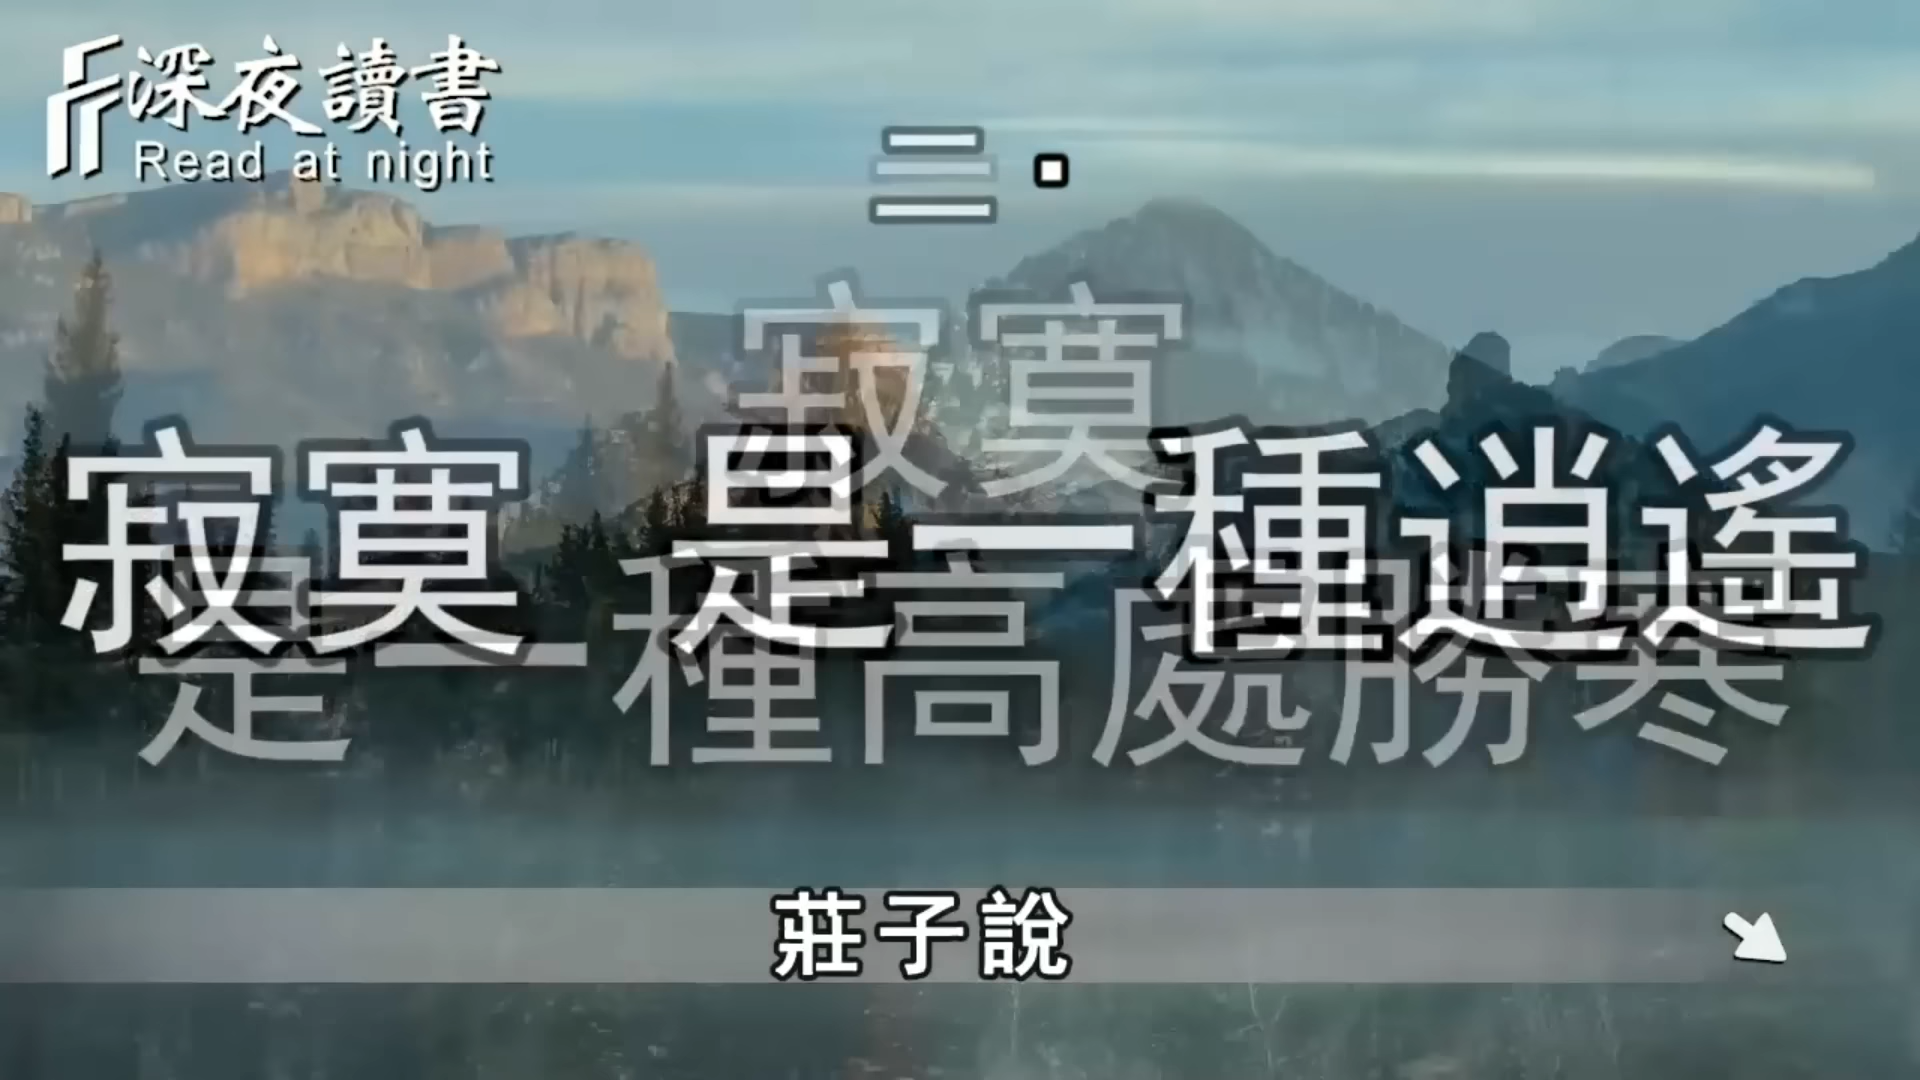 深夜讀書
Read at night
三·
寂寞
寂寞 是一種逍遙
是一種高處勝寒
莊子說